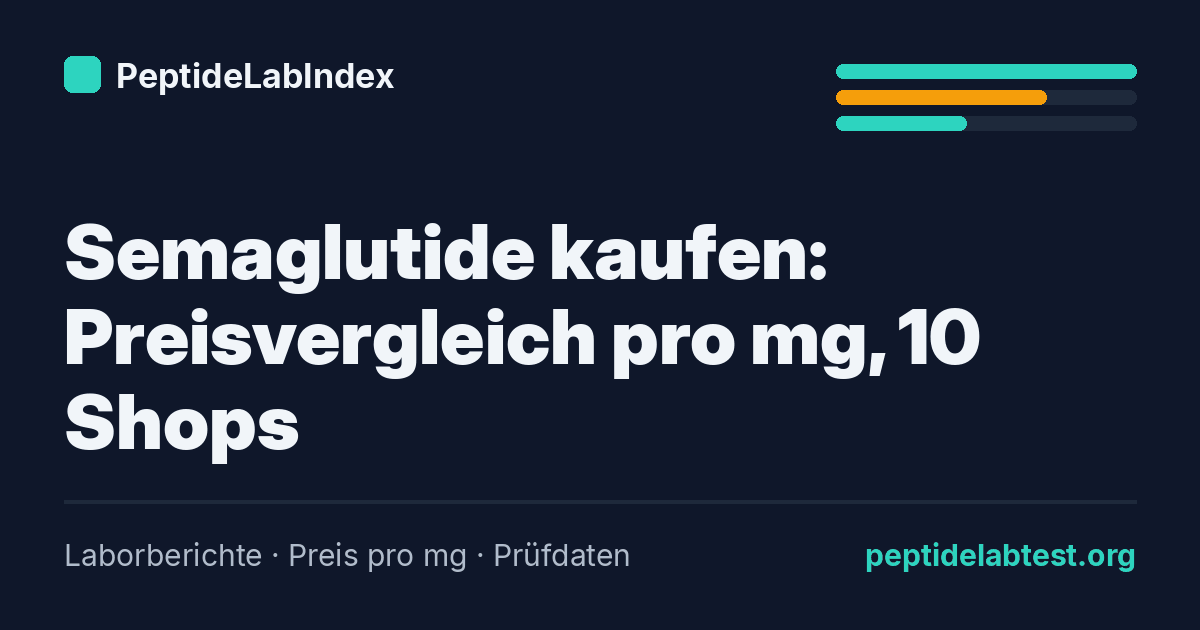 PeptideLabIndex
Semaglutide kaufen:
Preisvergleich pro mg, 10
Shops
Laborberichte · Preis pro mg · Prüfdaten
peptidelabtest.org